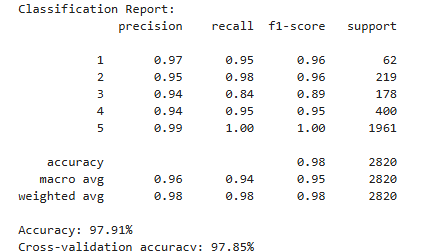 Classification Report:
precision recall f1-score support
1 0.97 0.95 0.96 62
2 0.95 0.98 0.96 219
3 0.94 0.84 0.89 178
4 0.94 0.95 0.95 400
5 0.99 1.00 1.00 1961
accuracy 0.98 2820
macro avg 0.96 0.94 0.95 2820
weighted avg 0.98 0.98 0.98 2820
Accuracy: 97.91%
Cross-validation accuracy: 97.85%